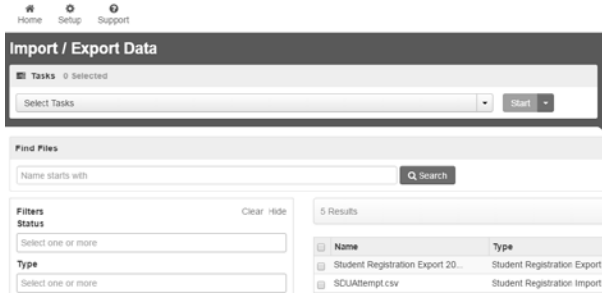 Home Setup Support
Import / Export Data
Tasks 0 Selected
Select Tasks Start
Find Files
Name starts with Search
Filters Clear Hide
Status
Select one or more
Type
Select one or more
5 Results
Name Type
Student Registration Export 20... Student Registration Export
SDUAttempt.csv Student Registration Import